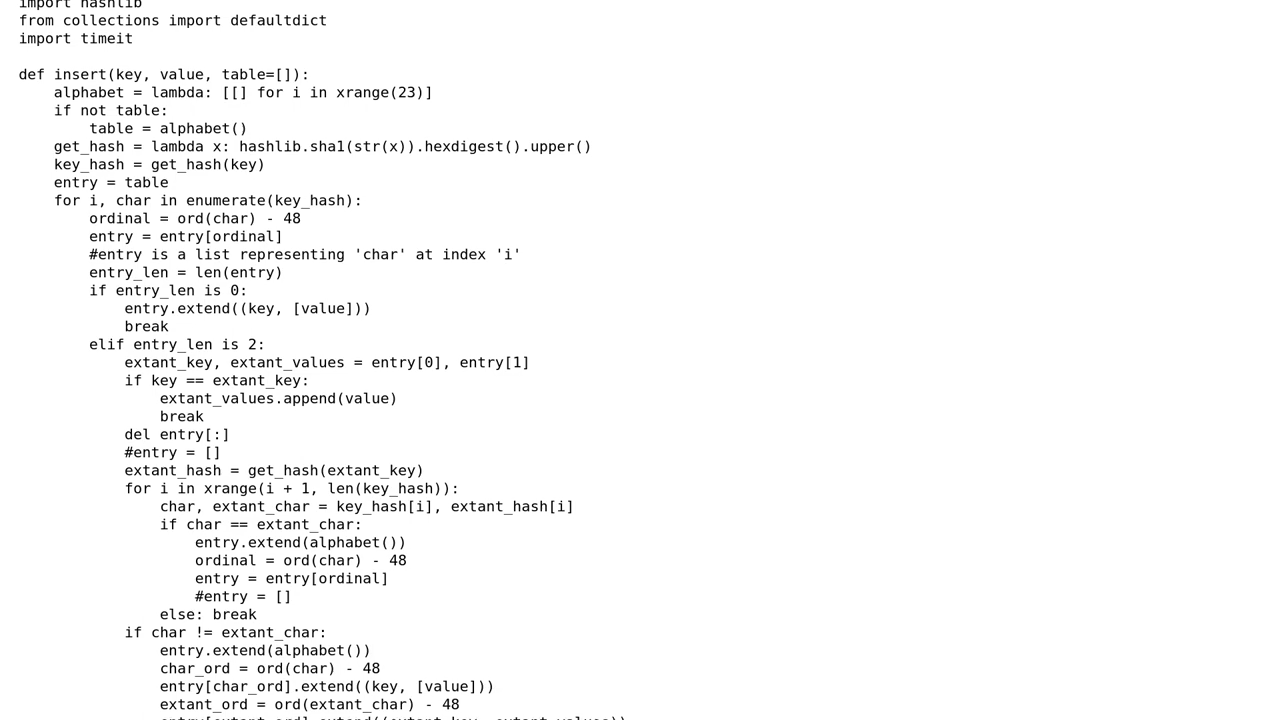 import hashlib
from collections import defaultdict
import timeit

def insert(key, value, table=[]):
    alphabet = lambda: [[] for i in xrange(23)]
    if not table:
        table = alphabet()
    get_hash = lambda x: hashlib.sha1(str(x)).hexdigest().upper()
    key_hash = get_hash(key)
    entry = table
    for i, char in enumerate(key_hash):
        ordinal = ord(char) - 48
        entry = entry[ordinal]
        #entry is a list representing 'char' at index 'i'
        entry_len = len(entry)
        if entry_len is 0:
            entry.extend((key, [value]))
            break
        elif entry_len is 2:
            extant_key, extant_values = entry[0], entry[1]
            if key == extant_key:
                extant_values.append(value)
                break
            del entry[:]
            #entry = []
            extant_hash = get_hash(extant_key)
            for i in xrange(i + 1, len(key_hash)):
                char, extant_char = key_hash[i], extant_hash[i]
                if char == extant_char:
                    entry.extend(alphabet())
                    ordinal = ord(char) - 48
                    entry = entry[ordinal]
                    #entry = []
                else: break
            if char != extant_char:
                entry.extend(alphabet())
                char_ord = ord(char) - 48
                entry[char_ord].extend((key, [value]))
                extant_ord = ord(extant_char) - 48